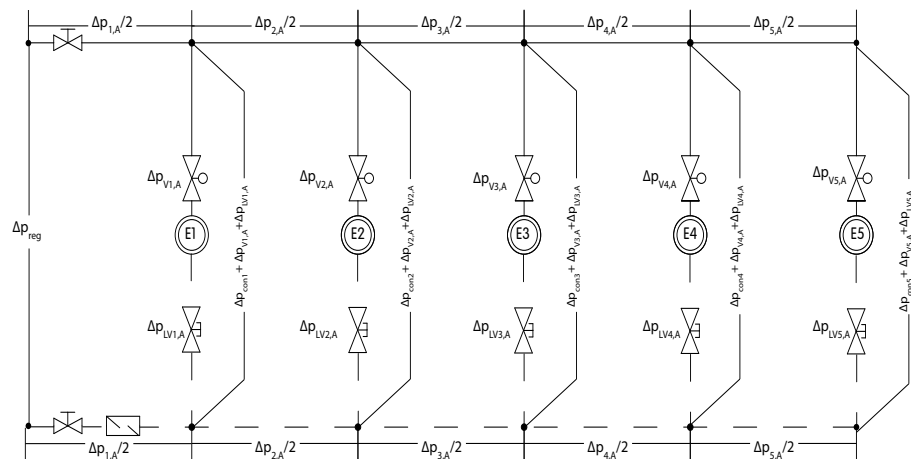 Δp1,A/2 Δp2,A/2 Δp3,A/2 Δp4,A/2 Δp5,A/2
ΔpV1,A ΔpV2,A ΔpV3,A ΔpV4,A ΔpV5,A
Δpreg
E1 E2 E3 E4 E5
Δpcon1 + ΔpV1,A +ΔpLV1,A
Δpcon2 + ΔpV2,A +ΔpLV2,A
Δpcon3 + ΔpV3,A +ΔpLV3,A
Δpcon4 + ΔpV4,A +ΔpLV4,A
Δpcon5 + ΔpV5,A +ΔpLV5,A
ΔpLV1,A ΔpLV2,A ΔpLV3,A ΔpLV4,A ΔpLV5,A
Δp1,A/2 Δp2,A/2 Δp3,A/2 Δp4,A/2 Δp5,A/2